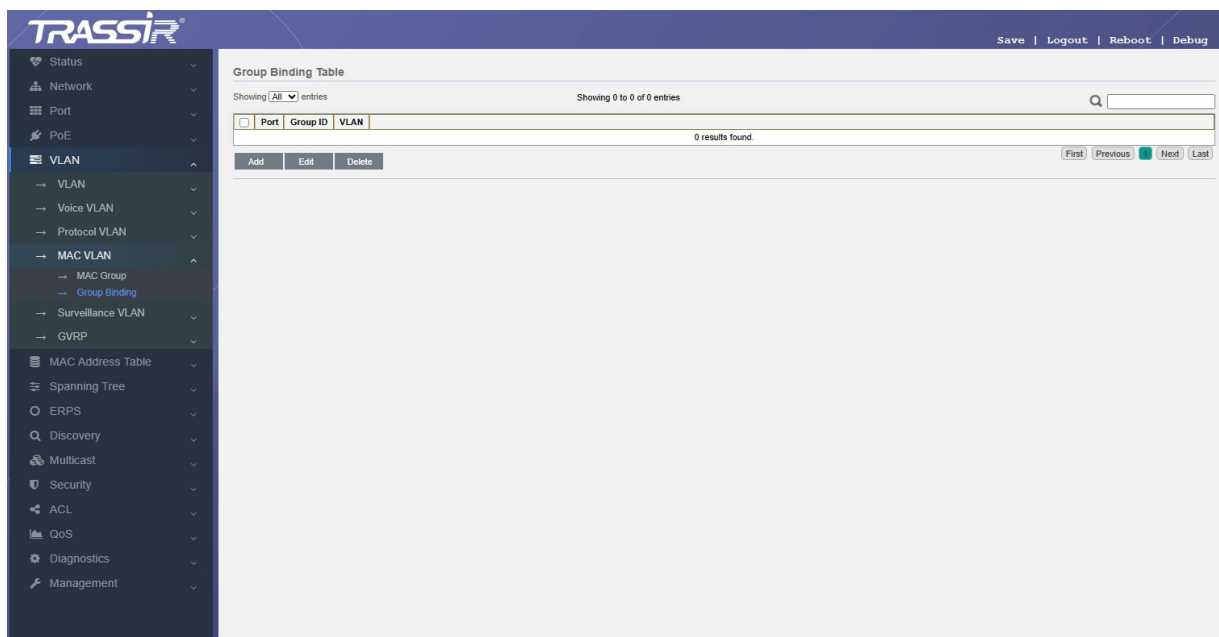 TRASSIR®
Save | Logout | Reboot | Debug
Status
Network
Port
PoE
VLAN
→ VLAN
→ Voice VLAN
→ Protocol VLAN
→ MAC VLAN
→ MAC Group
→ Group Binding
→ Surveillance VLAN
→ GVRP
MAC Address Table
Spanning Tree
ERPS
Discovery
Multicast
Security
ACL
QoS
Diagnostics
Management
Group Binding Table
Showing All entries
Showing 0 to 0 of 0 entries
Port Group ID VLAN
0 results found.
Add Edit Delete
First Previous 1 Next Last